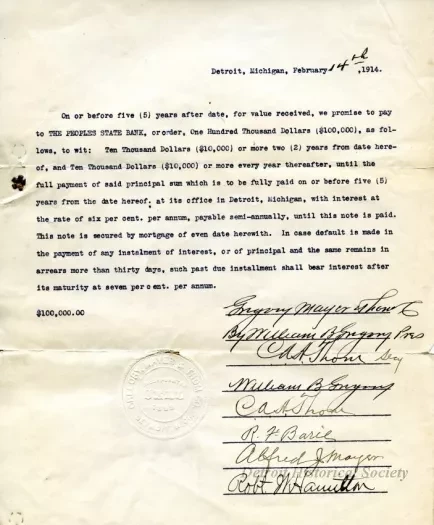 Detroit, Michigan, February 14th, 1914.
On or before five (5) years after date, for value received, we promise to pay
to THE PEOPLES STATE BANK, or order, One Hundred Thousand Dollars ($100,000), as fol-
lows, to wit: Ten Thousand Dollars ($10,000) or more two (2) years from date here-
of, and Ten Thousand Dollars ($10,000) or more every year thereafter, until the
full payment of said principal sum which is to be fully paid on or before five (5)
years from the date hereof, at its office in Detroit, Michigan, with interest at
the rate of six per cent. per annum, payable semi-annually, until this note is paid.
This note is secured by mortgage of even date herewith. In case default is made in
the payment of any instalment of interest, or of principal and the same remains in
arrears more than thirty days, such past due installment shall bear interest after
its maturity at seven per cent. per annum.
$100,000.00
Grigory Mayer & Thom Co
By William B Gregory Pres
C A Thom Secy
William B Gregory
C A Thom
R. F. Barie
Alfred J. Mayer
Robt W Hamilton
Detroit Historical Society